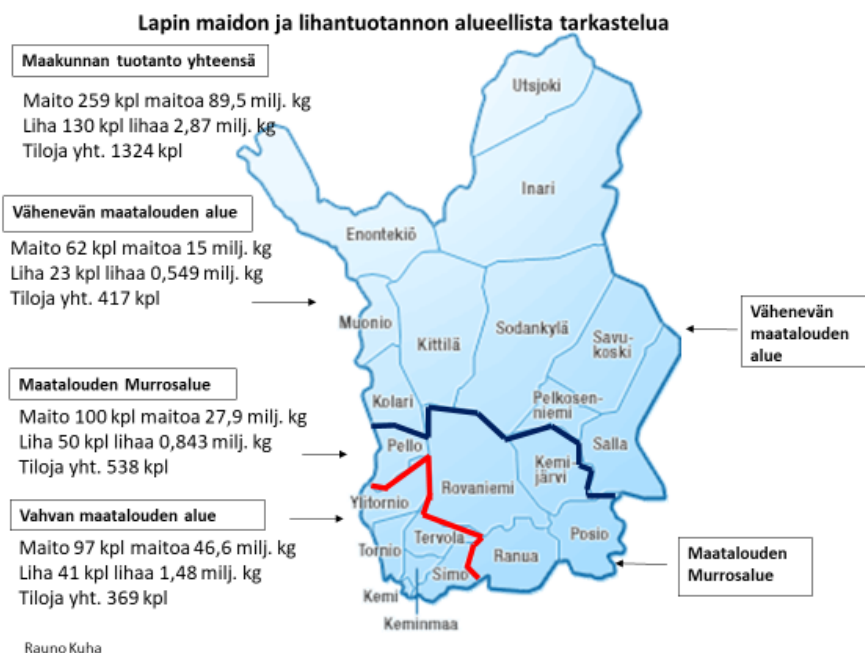 Lapin maidon ja lihantuotannon alueellista tarkastelua
Maakunnan tuotanto yhteensä
Maito 259 kpl maitoa 89,5 milj. kg
Liha 130 kpl lihaa 2,87 milj. kg
Tiloja yht. 1324 kpl
Vähenevän maatalouden alue
Maito 62 kpl maitoa 15 milj. kg
Liha 23 kpl lihaa 0,549 milj. kg
Tiloja yht. 417 kpl
Maatalouden Murrosalue
Maito 100 kpl maitoa 27,9 milj. kg
Liha 50 kpl lihaa 0,843 milj. kg
Tiloja yht. 538 kpl
Vahvan maatalouden alue
Maito 97 kpl maitoa 46,6 milj. kg
Liha 41 kpl lihaa 1,48 milj. kg
Tiloja yht. 369 kpl
Rauno Kuha
Utsjoki
Inari
Enontekiö
Muonio
Kittilä
Sodankylä
Savu-
koski
Kolari
Pelkosen-
niemi
Salla
Pello
Kemi-
järvi
Rovaniemi
Ylitornio
Tervola
Posio
Tornio
Ranua
Simo
Kemi
Keminmaa
Vähenevän
maatalouden
alue
Maatalouden
Murrosalue